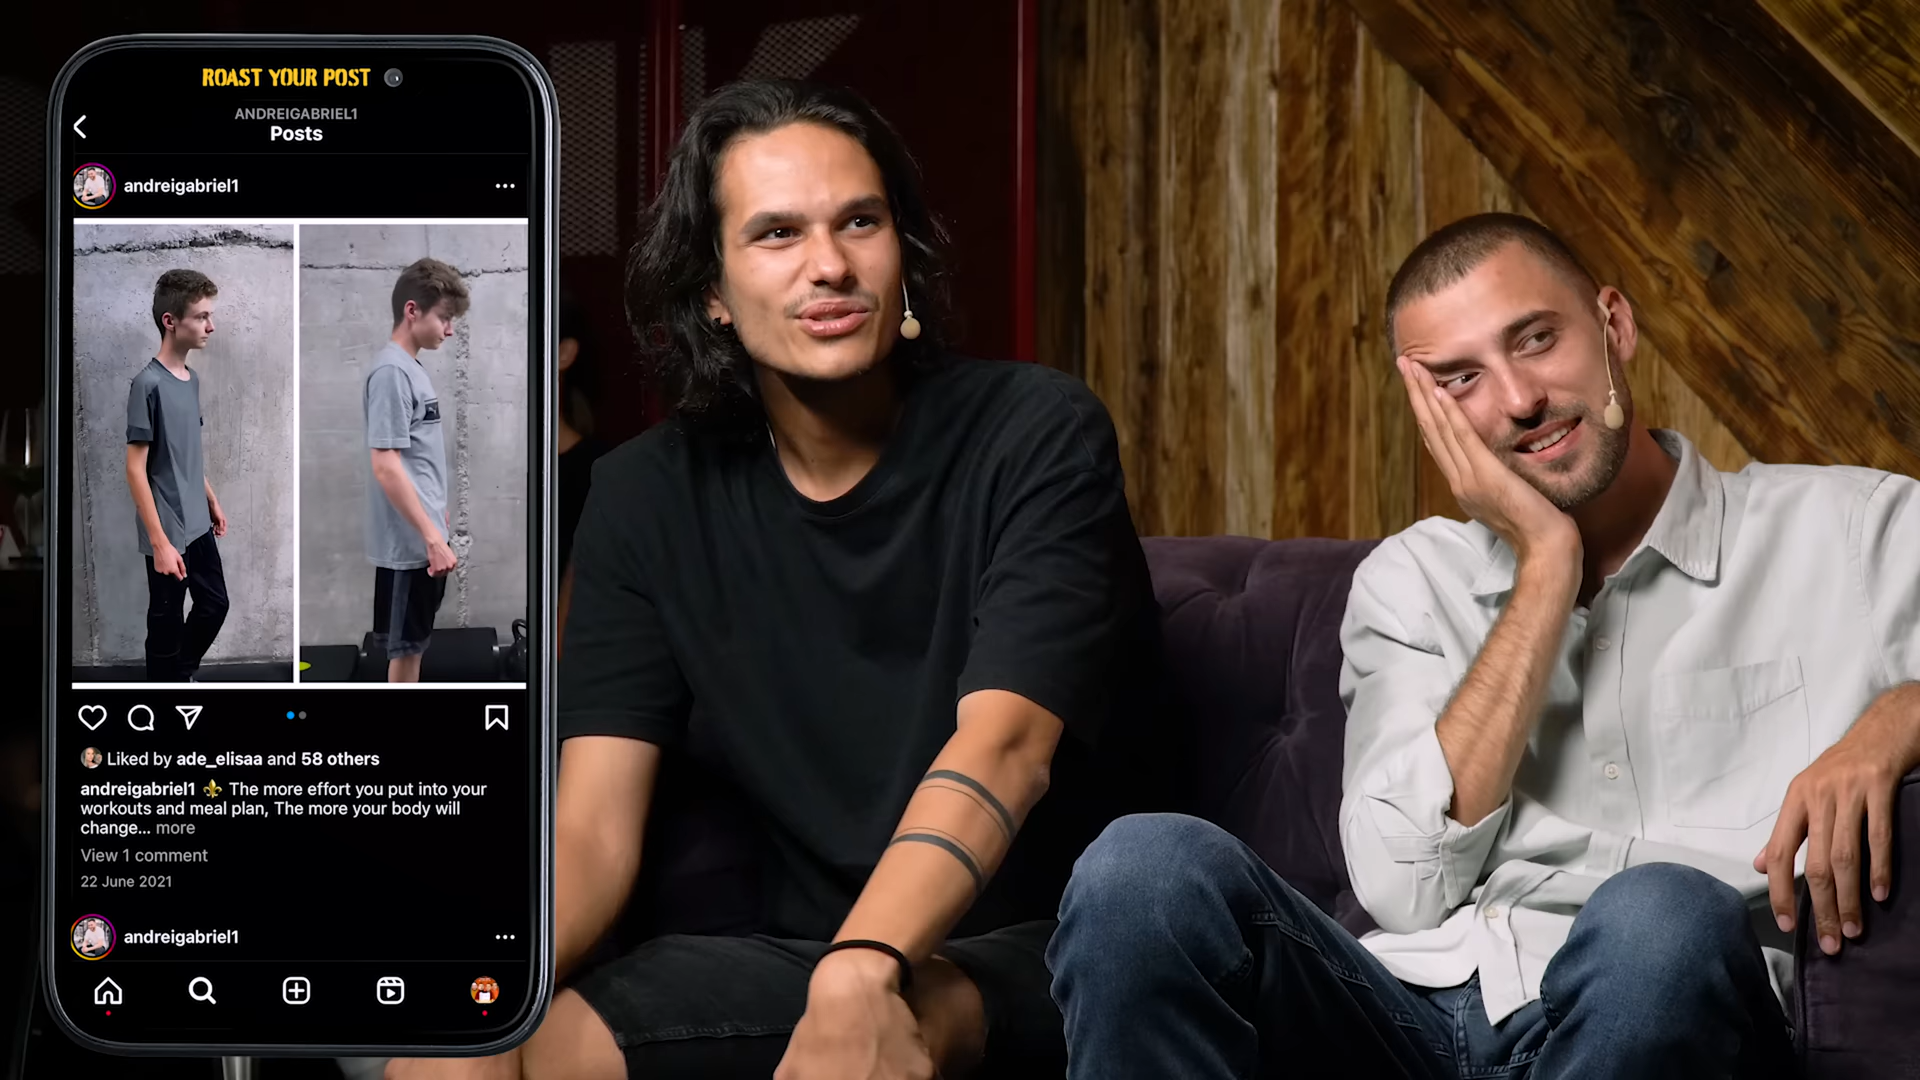 ROAST YOUR POST
ANDREIGABRIEL1
Posts
andreigabriel1
Liked by ade_elisaa and 58 others
andreigabriel1 ⚜️ The more effort you put into your
workouts and meal plan, The more your body will
change... more
View 1 comment
22 June 2021
andreigabriel1